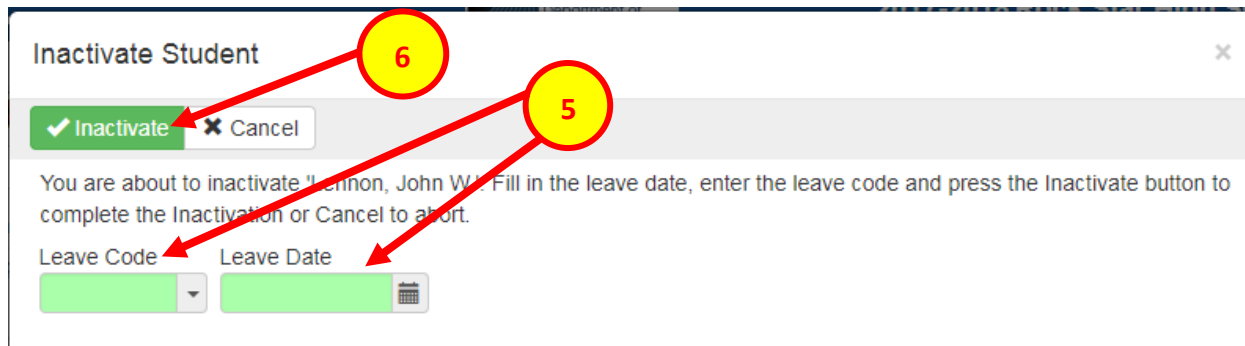 Inactivate Student
6
5
Inactivate Cancel
You are about to inactivate 'Lennon, John W.'. Fill in the leave date, enter the leave code and press the Inactivate button to
complete the Inactivation or Cancel to abort.
Leave Code Leave Date